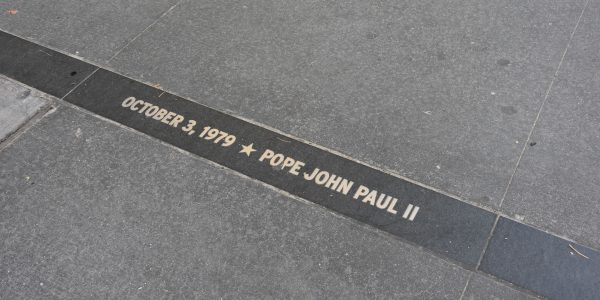 OCTOBER 3, 1979 ★ POPE JOHN PAUL II